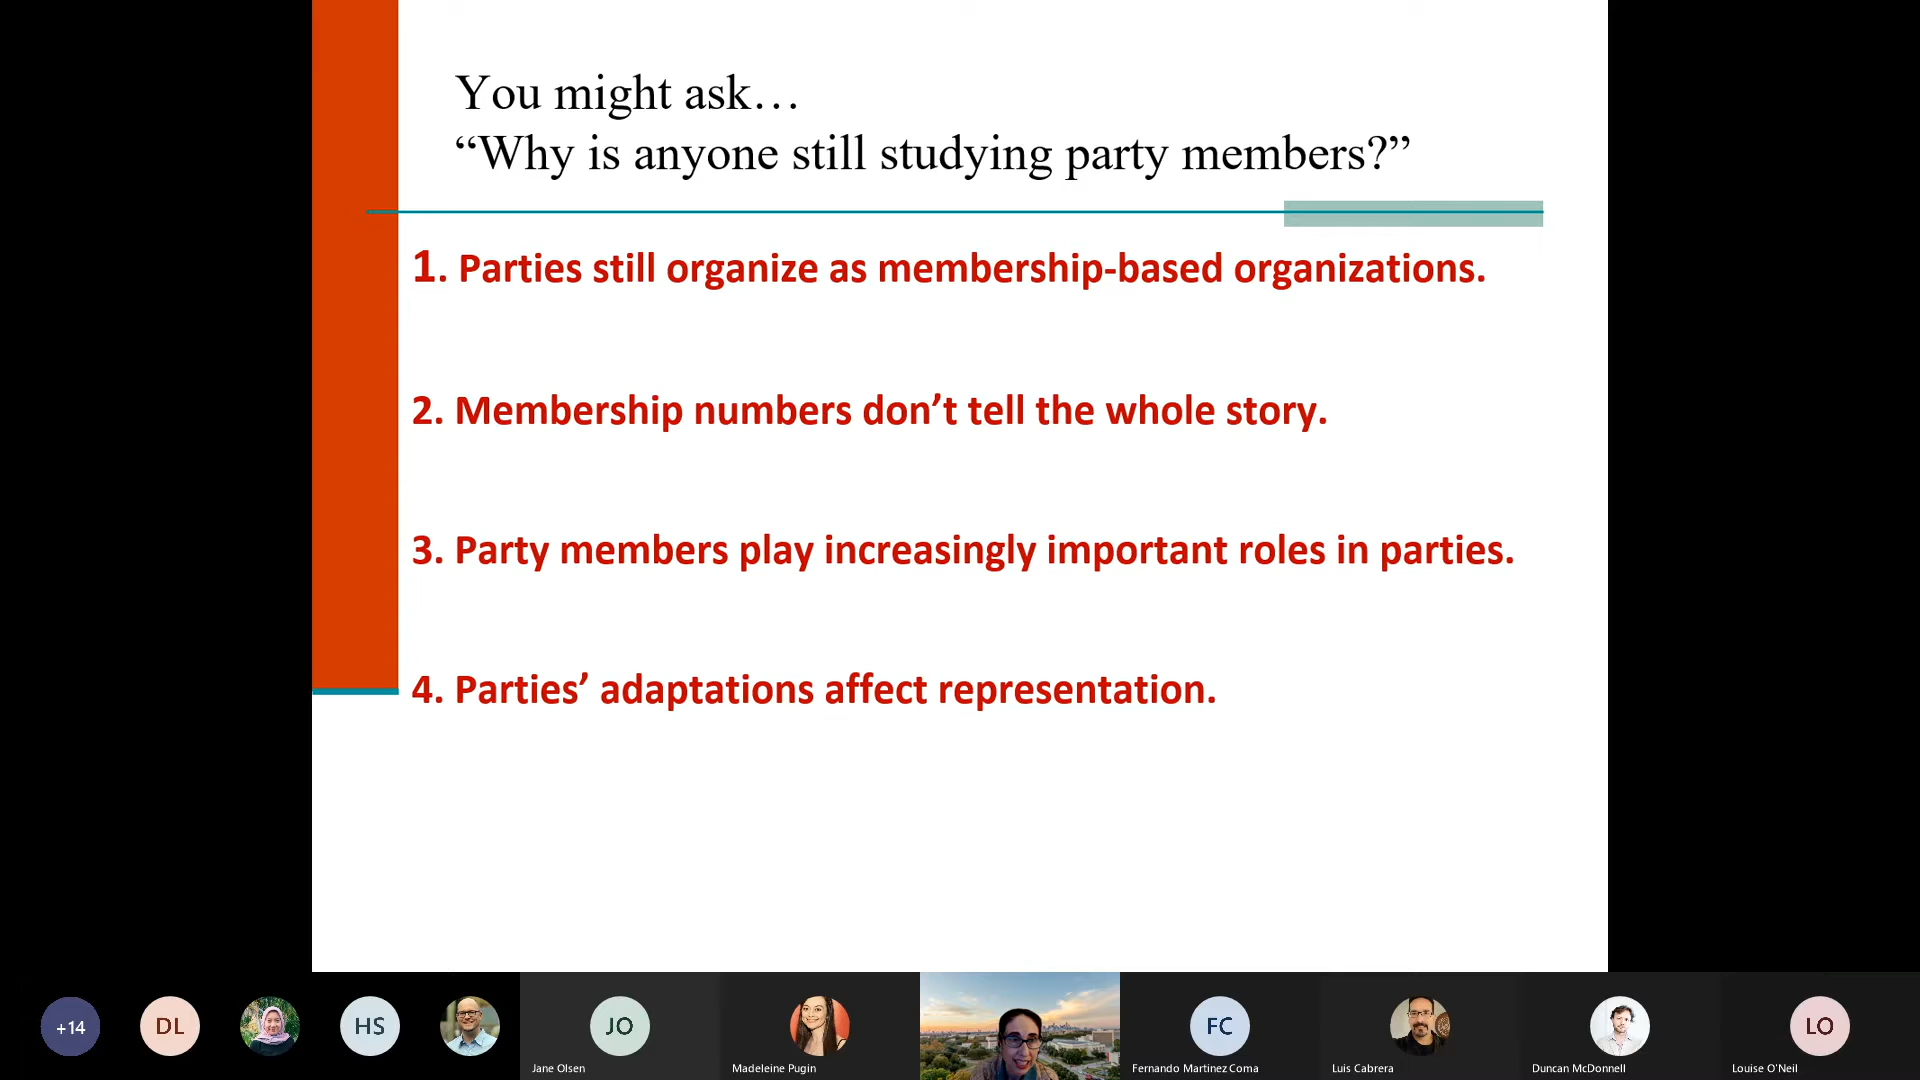 You might ask…
“Why is anyone still studying party members?”
1. Parties still organize as membership-based organizations.
2. Membership numbers don’t tell the whole story.
3. Party members play increasingly important roles in parties.
4. Parties’ adaptations affect representation.
+14
DL
HS
JO
FC
LO
Jane Olsen
Madeleine Pugin
Fernando Martinez Coma
Luis Cabrera
Duncan McDonnell
Louise O'Neil